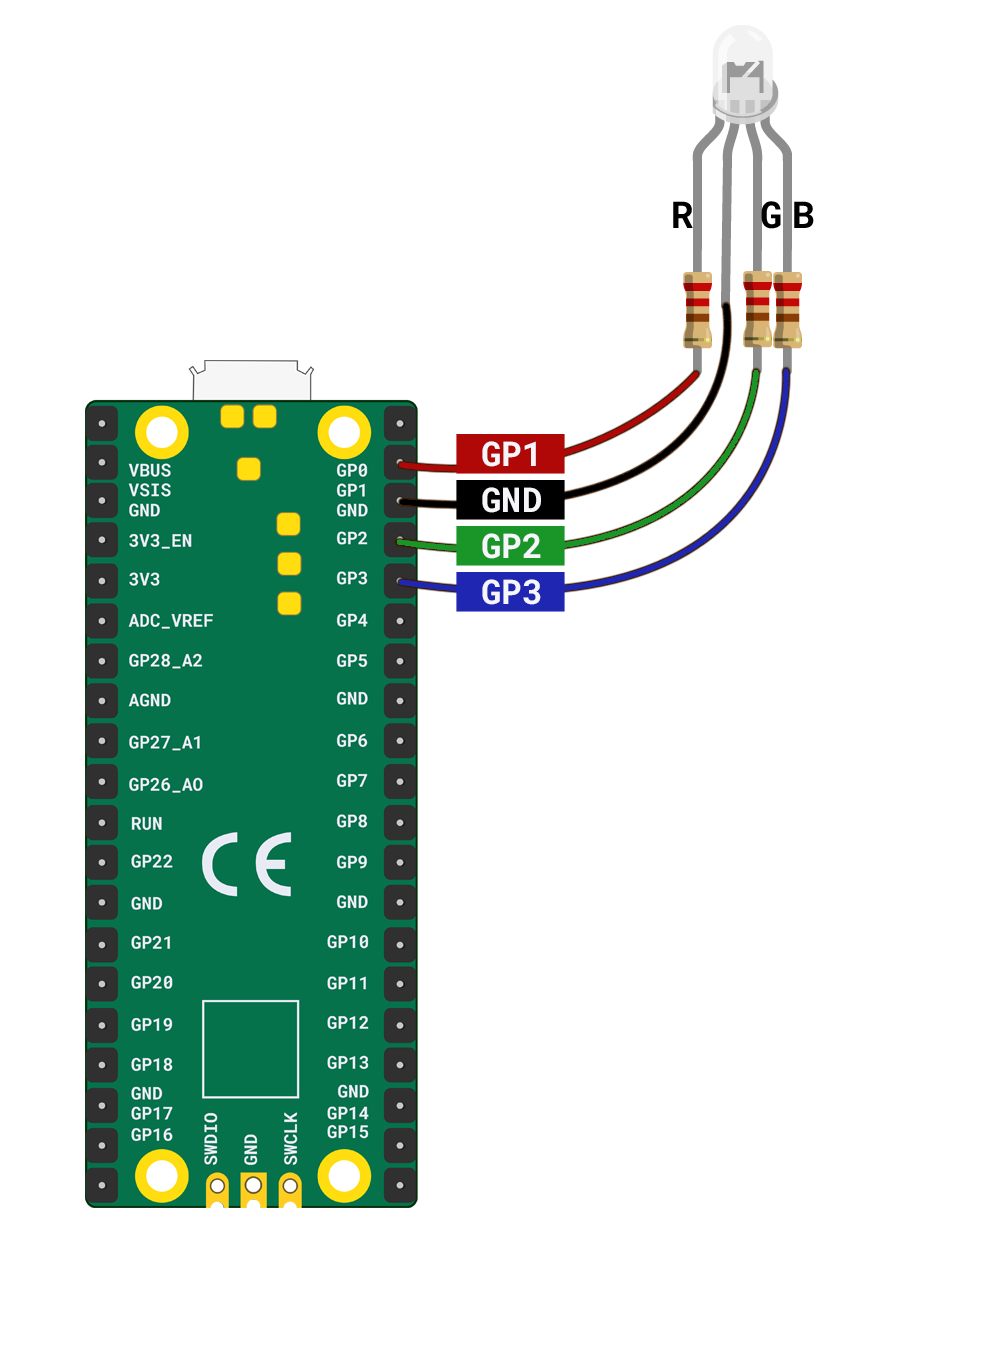 R
G
B
GP1
GND
GP2
GP3
VBUS
VSIS
GND
3V3_EN
3V3
ADC_VREF
GP28_A2
AGND
GP27_A1
GP26_AO
RUN
GP22
GND
GP21
GP20
GP19
GP18
GND
GP17
GP16
GP0
GP1
GND
GP2
GP3
GP4
GP5
GND
GP6
GP7
GP8
GP9
GND
GP10
GP11
GP12
GP13
GND
GP14
GP15
CE
SWDIO
GND
SWCLK